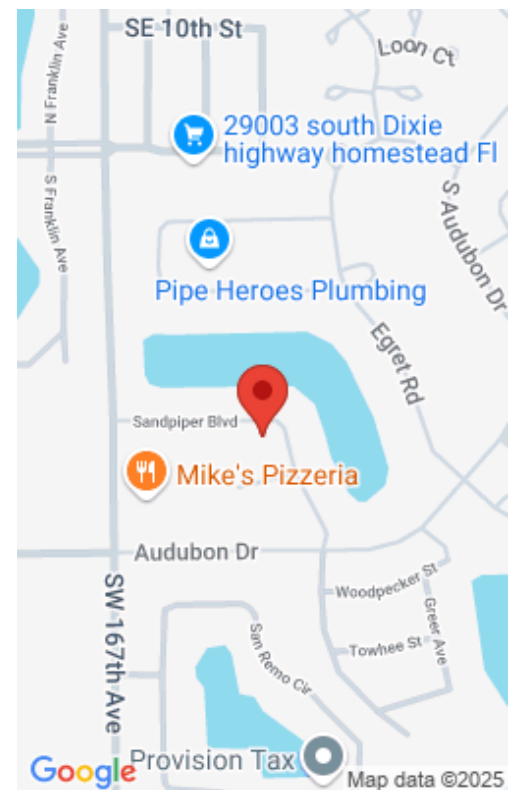 SE 10th St
Loon Ct
N Franklin Ave
29003 south Dixie
highway homestead Fl
S Franklin Ave
S Audubon Dr
Pipe Heroes Plumbing
Egret Rd
Sandpiper Blvd
Mike's Pizzeria
Audubon Dr
SW 167th Ave
Woodpecker St
Greer Ave
San Remo Cir
Towhee St
Provision Tax
Google
Map data ©2025